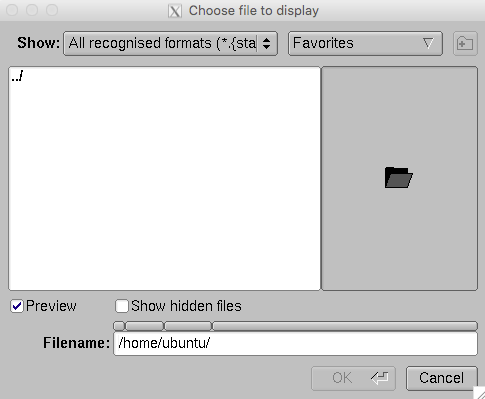 Choose file to display
Show: All recognised formats (*.{sta Favorites
../
Preview Show hidden files
Filename: /home/ubuntu/
OK Cancel